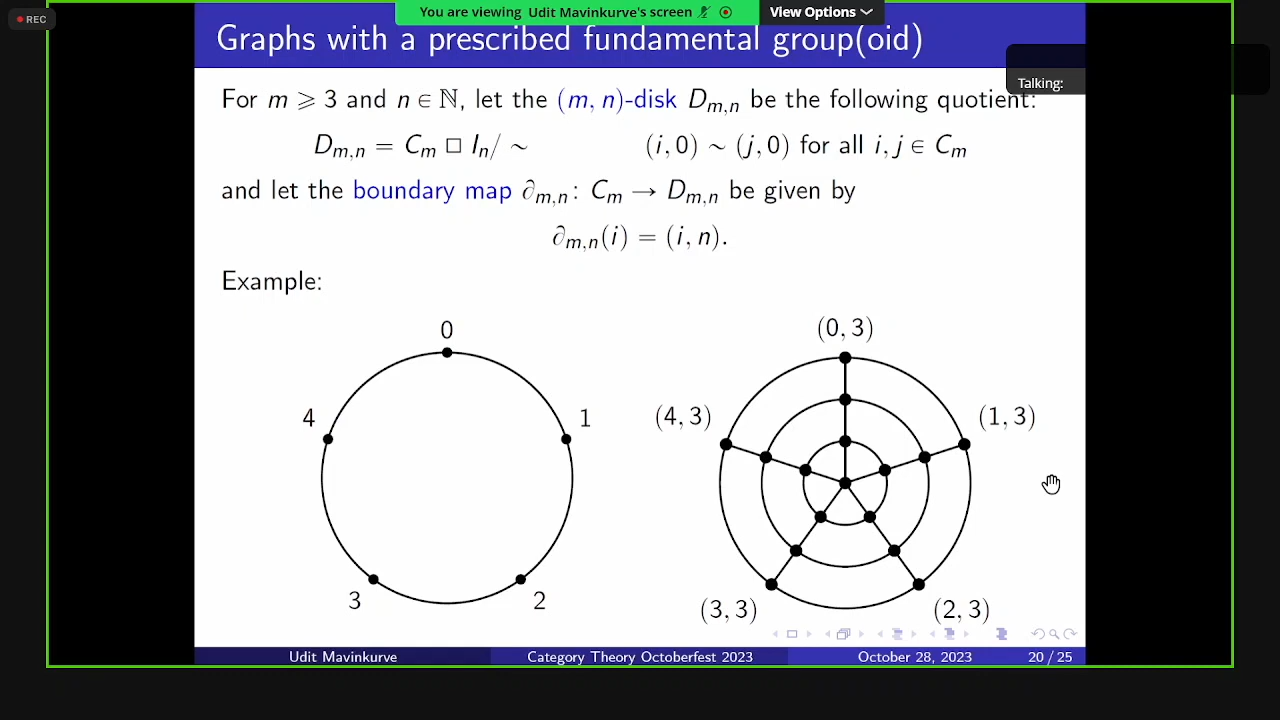 REC
You are viewing Udit Mavinkurve's screen
View Options
Graphs with a prescribed fundamental group(oid)
Talking:
For m ⩾ 3 and n ∈ ℕ, let the (m, n)-disk D_{m,n} be the following quotient:
D_{m,n} = C_m □ I_n/ ∼ (i, 0) ∼ (j, 0) for all i, j ∈ C_m
and let the boundary map ∂_{m,n}: C_m → D_{m,n} be given by
∂_{m,n}(i) = (i, n).
Example:
0
4
1
3
2
(0, 3)
(4, 3)
(1, 3)
(3, 3)
(2, 3)
Udit Mavinkurve Category Theory Octoberfest 2023 October 28, 2023 20 / 25